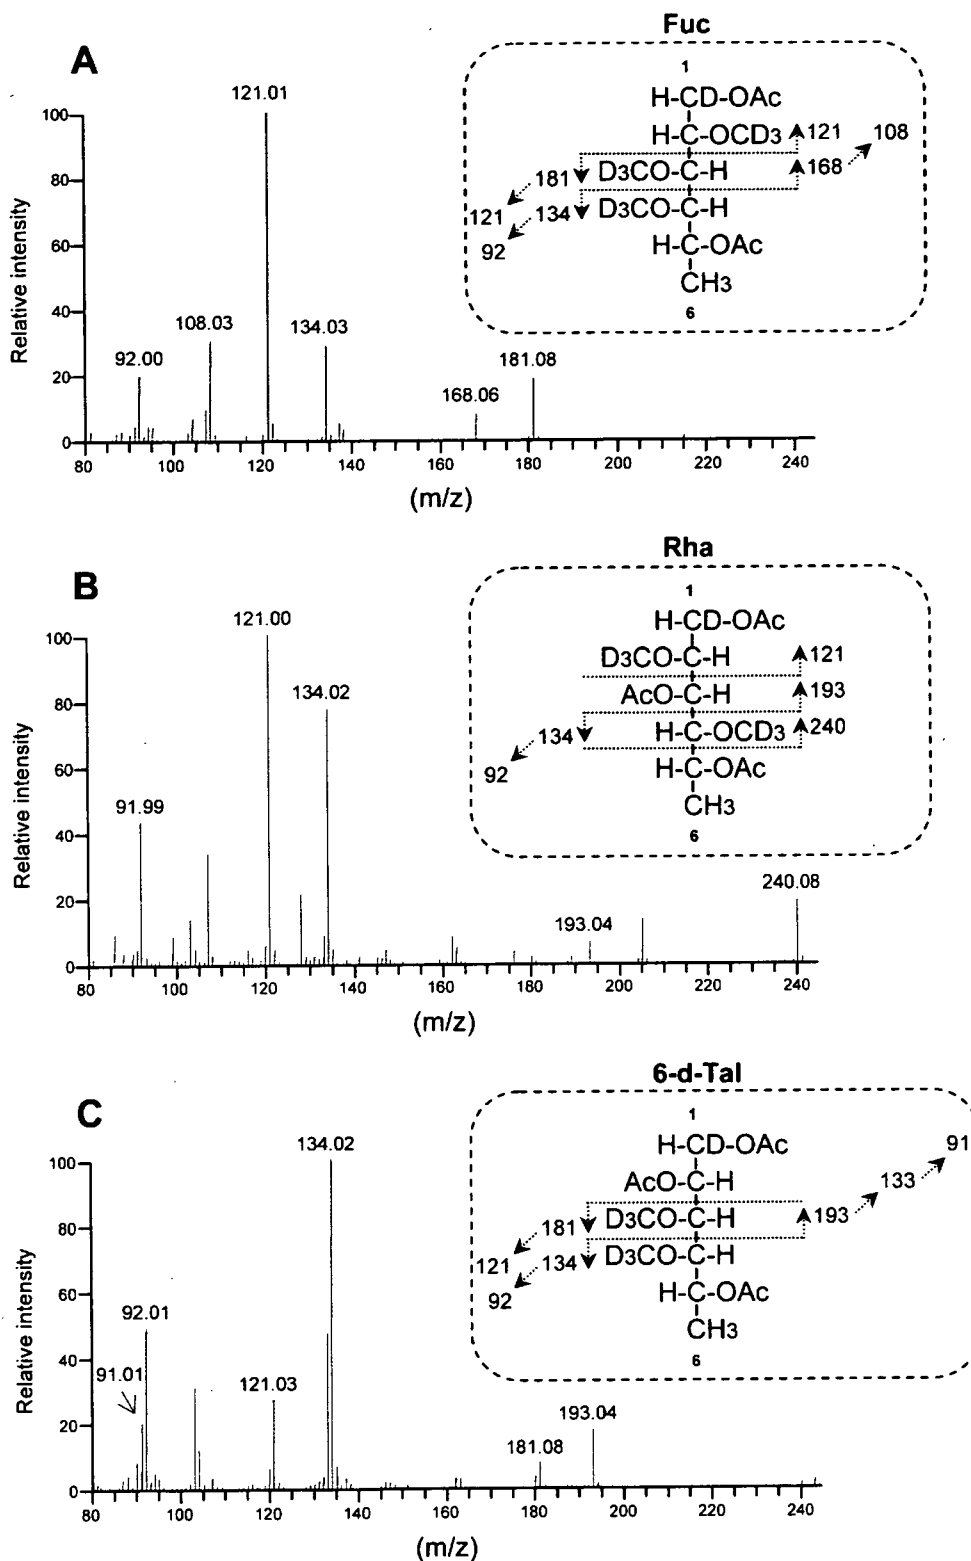 A
Fuc
1
H-CD-OAc
H-C-OCD3
121
108
D3CO-C-H
181
168
121
134
D3CO-C-H
92
H-C-OAc
CH3
6
Relative intensity
100
80
60
40
20
0
121.01
108.03
92.00
134.03
168.06
181.08
80
100
120
140
160
180
200
220
240
(m/z)
B
Rha
1
H-CD-OAc
D3CO-C-H
121
AcO-C-H
193
134
H-C-OCD3
240
92
H-C-OAc
CH3
6
Relative intensity
100
80
60
40
20
0
121.00
134.02
91.99
193.04
240.08
80
100
120
140
160
180
200
220
240
(m/z)
C
6-d-Tal
1
H-CD-OAc
91
AcO-C-H
133
181
D3CO-C-H
193
121
134
D3CO-C-H
92
H-C-OAc
CH3
6
Relative intensity
100
80
60
40
20
0
134.02
92.01
91.01
121.03
181.08
193.04
80
100
120
140
160
180
200
220
240
(m/z)